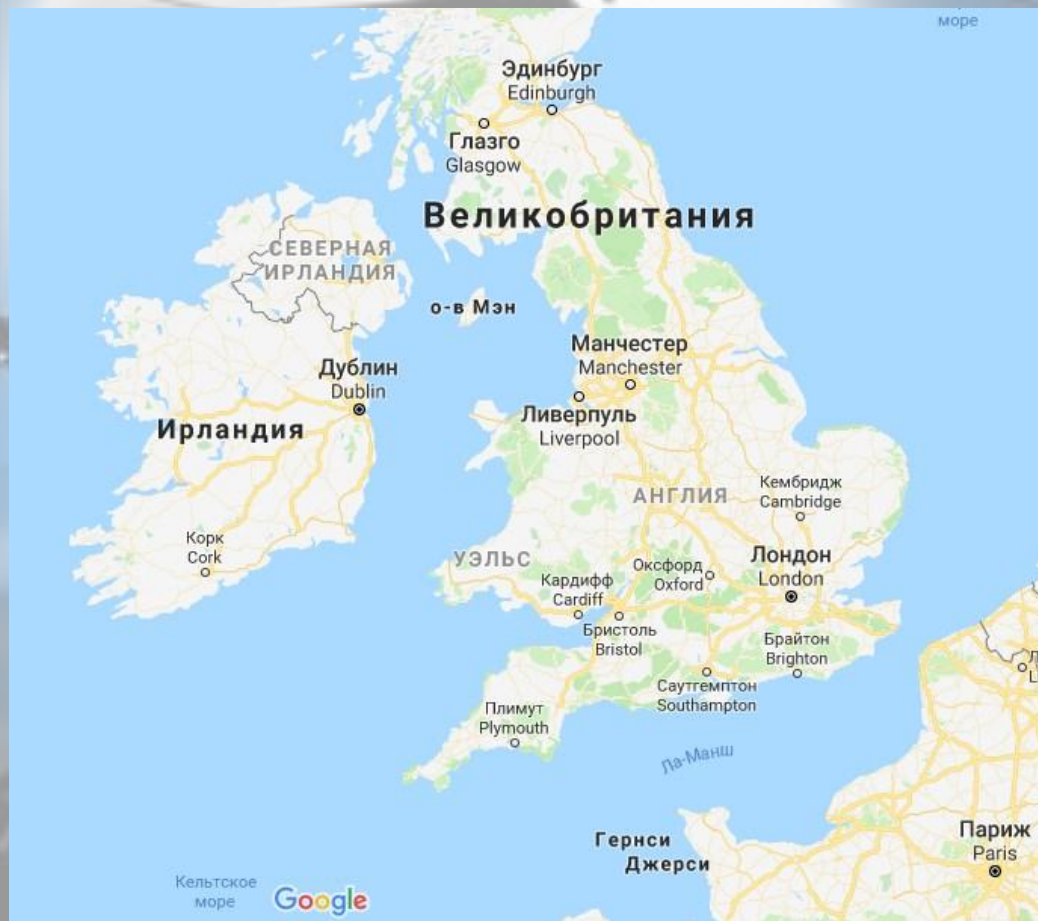 море
Эдинбург
Edinburgh
Глазго
Glasgow
Великобритания
СЕВЕРНАЯ
ИРЛАНДИЯ
о-в Мэн
Манчестер
Manchester
Дублин
Dublin
Ливерпуль
Liverpool
Ирландия
АНГЛИЯ
Кембридж
Cambridge
Корк
Cork
УЭЛЬС
Лондон
London
Оксфорд
Oxford
Кардифф
Cardiff
Бристоль
Bristol
Брайтон
Brighton
Саутгемптон
Southampton
Плимут
Plymouth
Ла-Манш
Гернси
Джерси
Париж
Paris
Кельтское
море
Google